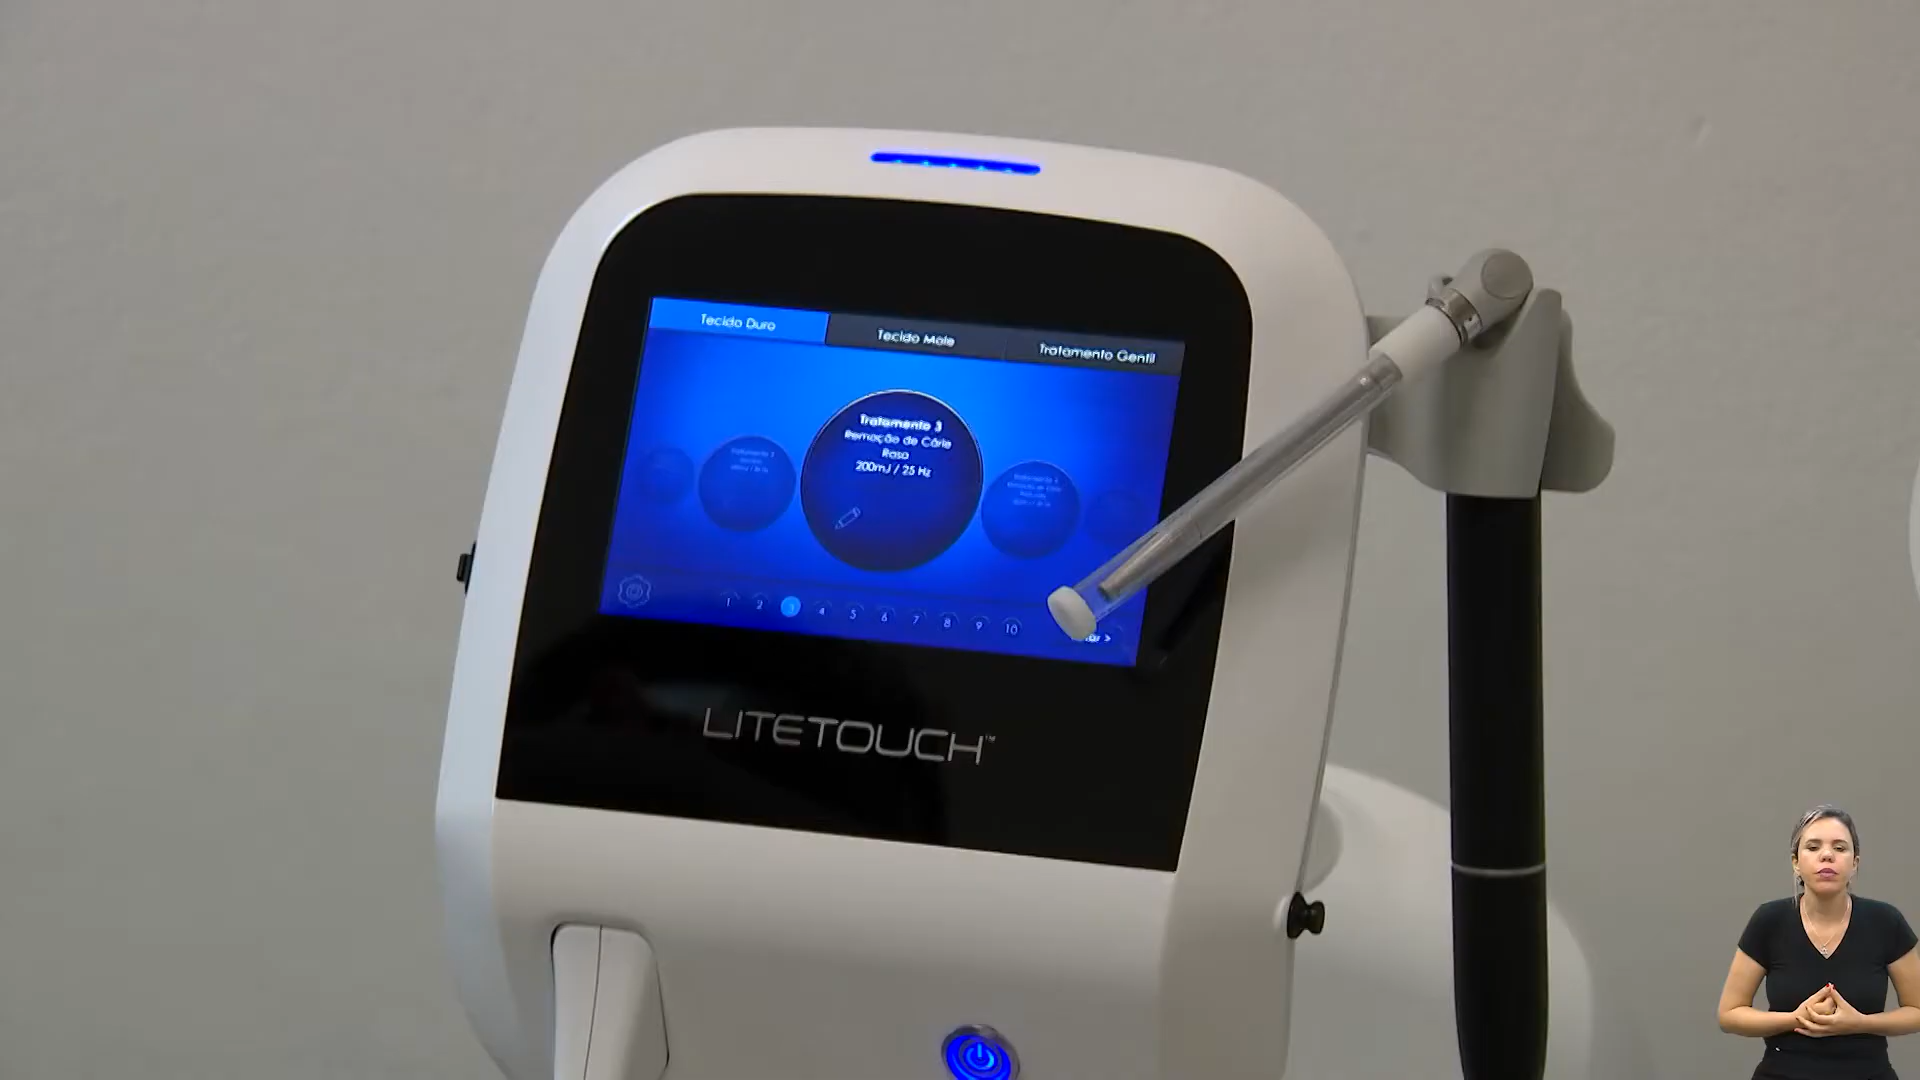 Tecido Duro
Tecido Mole
Tratamento Gentil
Tratamento 3
Remoção de Cárie
Rasa
200mJ / 25 Hz
1 2 3 4 5 6 7 8 9 10
LITETOUCH™